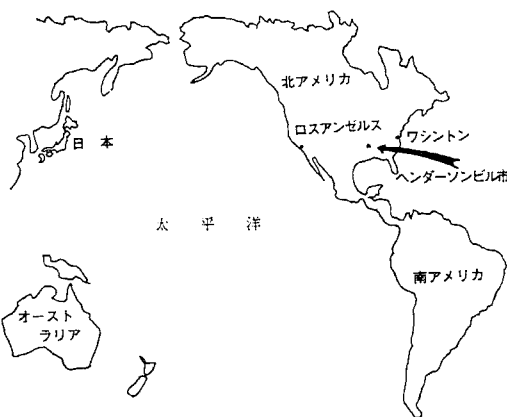 北アメリカ
ロスアンゼルス
ワシントン
日本
ヘンダーソンビル市
太平洋
南アメリカ
オースト
ラリア